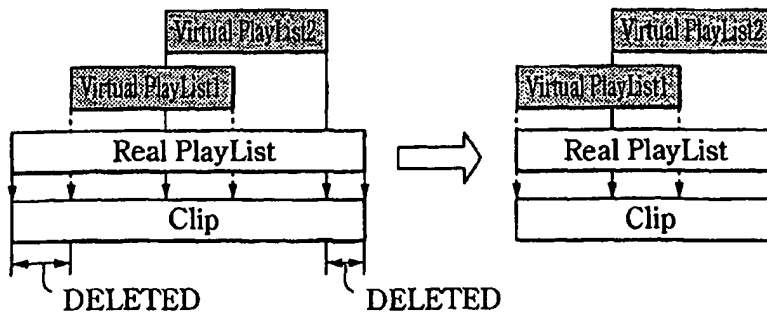 Virtual PlayList2
Virtual PlayList1
Real PlayList
Clip
DELETED
DELETED
Virtual PlayList2
Virtual PlayList1
Real PlayList
Clip